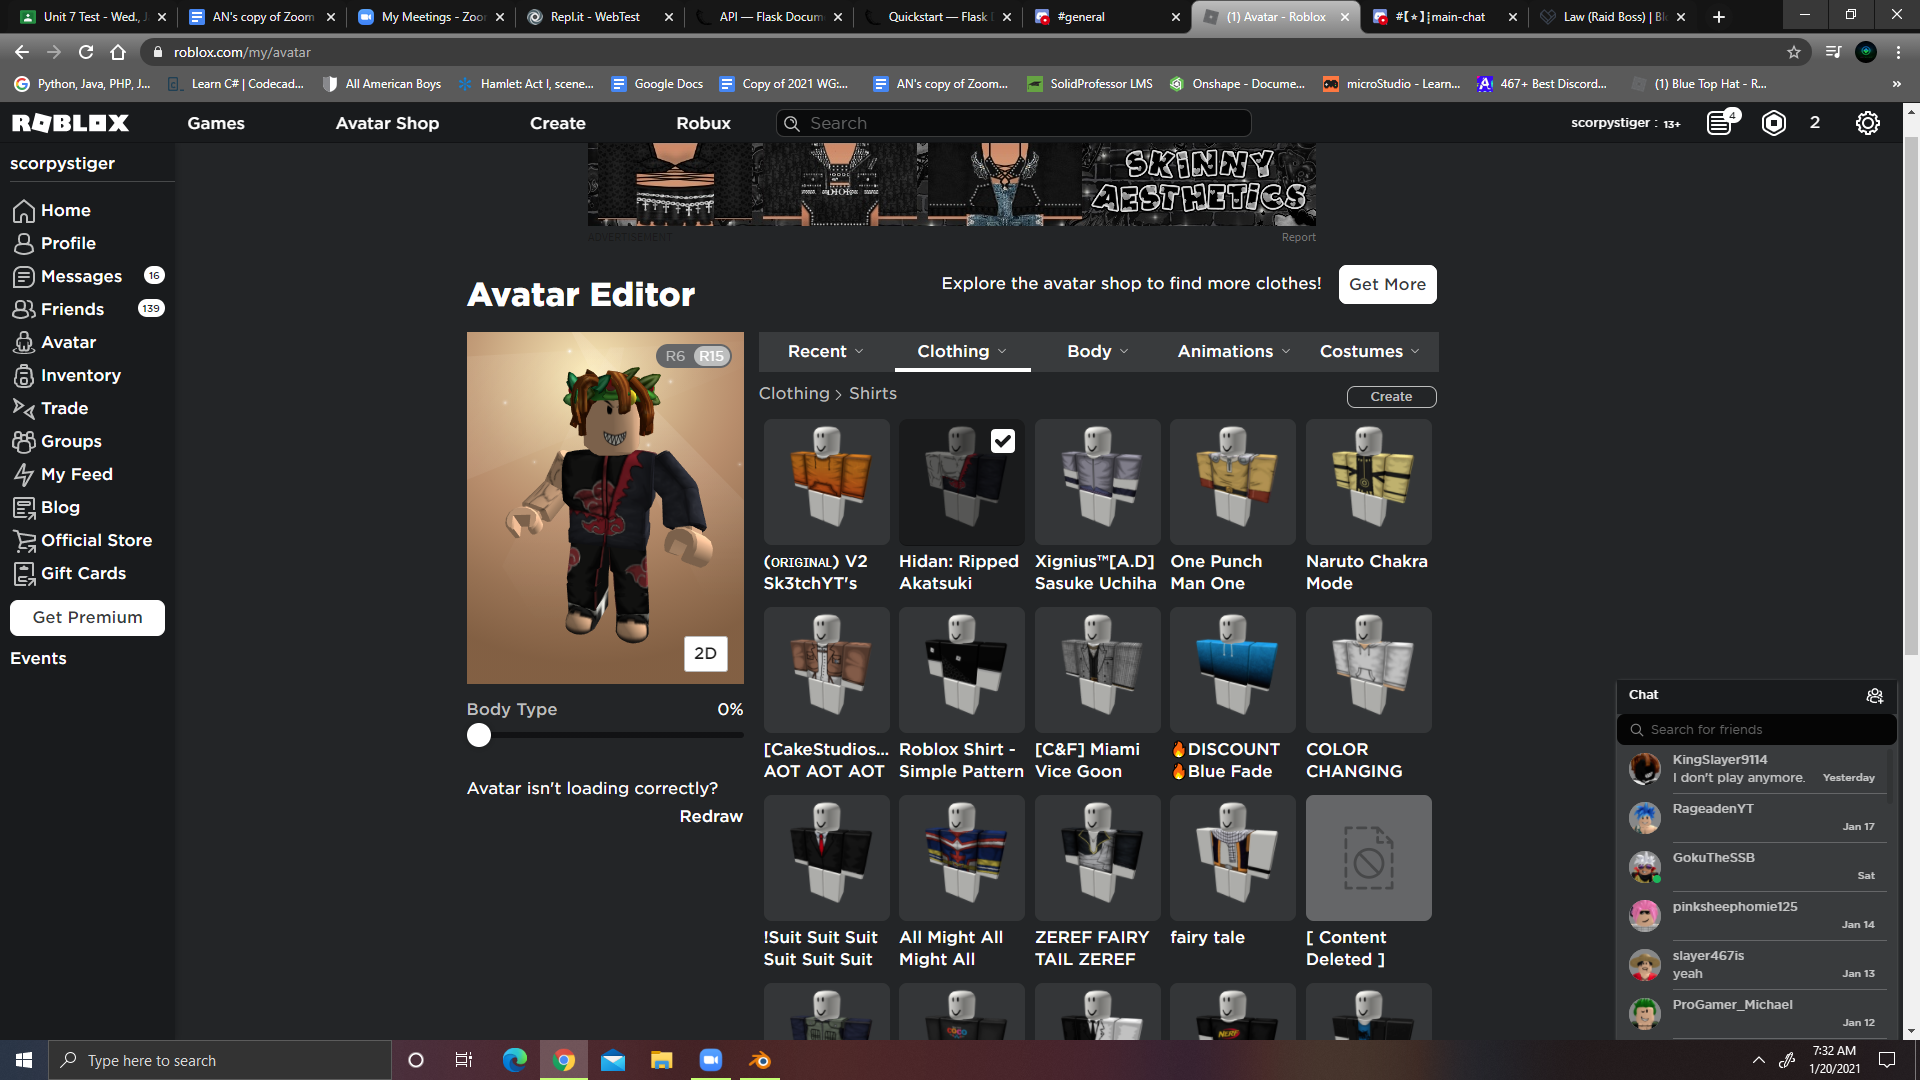 Unit 7 Test - Wed., J
AN's copy of Zoom
My Meetings - Zoom
Repl.it - WebTest
API — Flask Docum
Quickstart — Flask D
#general
(1) Avatar - Roblox
#【★】¦main-chat
Law (Raid Boss) | Bl
roblox.com/my/avatar
Python, Java, PHP, J...
Learn C# | Codecad...
All American Boys
Hamlet: Act I, scene...
Google Docs
Copy of 2021 WG:...
AN's copy of Zoom...
SolidProfessor LMS
Onshape - Docume...
microStudio - Learn...
467+ Best Discord...
(1) Blue Top Hat - R...
»
ROBLOX
Games
Avatar Shop
Create
Robux
Search
scorpystiger : 13+
4
2
scorpystiger
Home
Profile
Messages 16
Friends 139
Avatar
Inventory
Trade
Groups
My Feed
Blog
Official Store
Gift Cards
Get Premium
Events
DIOR
SKINNY
AESTHETICS
ADVERTISEMENT
Report
Avatar Editor
Explore the avatar shop to find more clothes!
Get More
R6 R15
2D
Body Type 0%
Avatar isn't loading correctly?
Redraw
Recent
Clothing
Body
Animations
Costumes
Clothing > Shirts
Create
(ORIGINAL) V2
Sk3tchYT's
Hidan: Ripped
Akatsuki
Xignius™[A.D]
Sasuke Uchiha
One Punch
Man One
Naruto Chakra
Mode
[CakeStudios...
AOT AOT AOT
Roblox Shirt -
Simple Pattern
[C&F] Miami
Vice Goon
🔥DISCOUNT
🔥Blue Fade
COLOR
CHANGING
!Suit Suit Suit
Suit Suit Suit
All Might All
Might All
ZEREF FAIRY
TAIL ZEREF
fairy tale
[ Content
Deleted ]
COCO
NERF
Chat
Search for friends
KingSlayer9114
I don't play anymore. Yesterday
RageadenYT
Jan 17
GokuTheSSB
Sat
pinksheephomie125
Jan 14
slayer467is
yeah
Jan 13
ProGamer_Michael
Jan 12
Type here to search
7:32 AM
1/20/2021